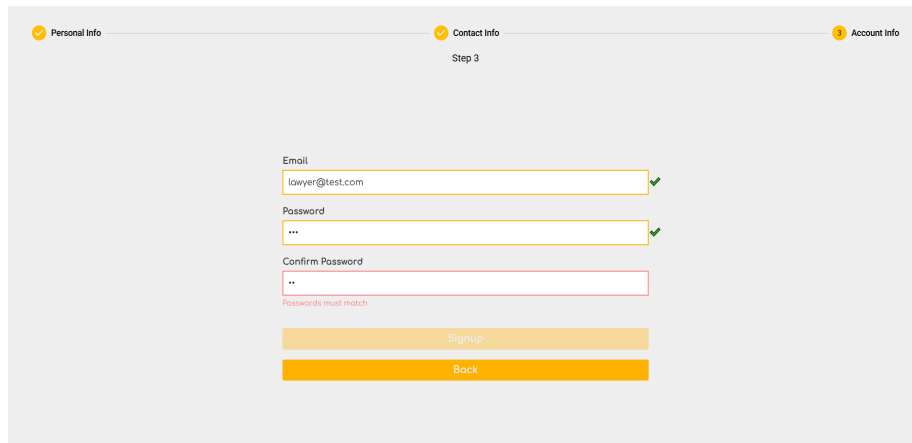 Personal Info
Contact Info
3 Account Info
Step 3
Email
lawyer@test.com
Password
•••
Confirm Password
••
Passwords must match
Signup
Back